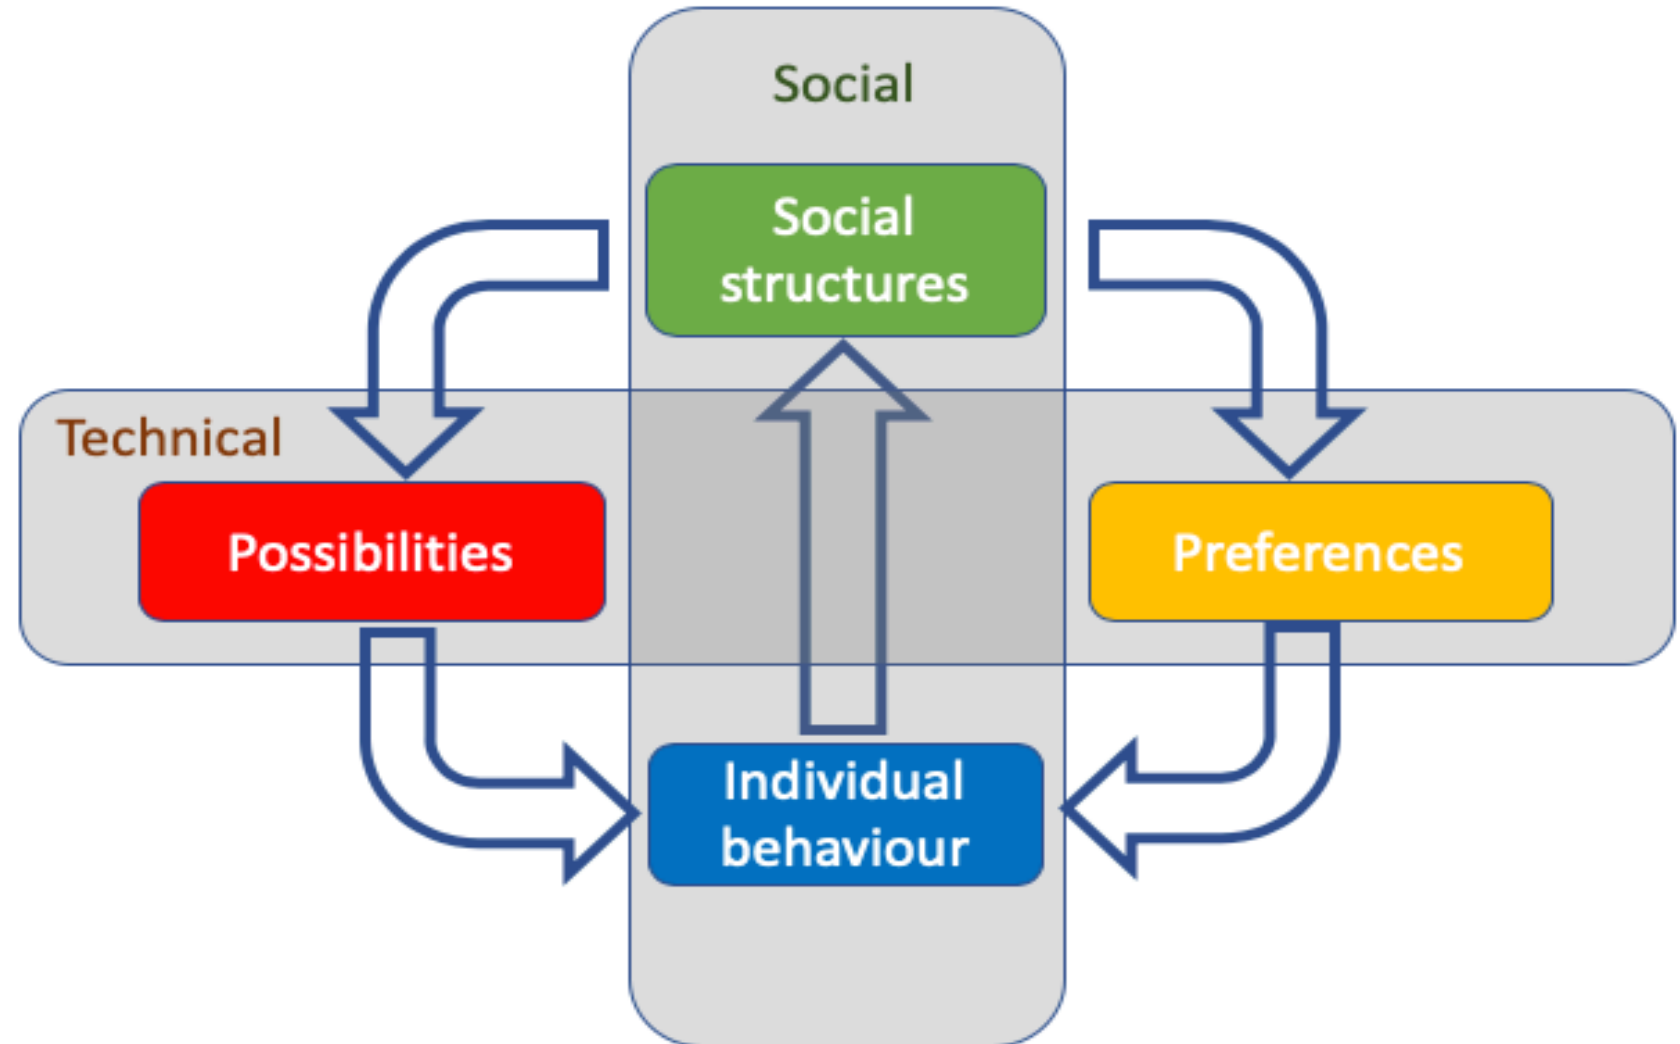 Social
Social
structures
Technical
Possibilities
Preferences
Individual
behaviour